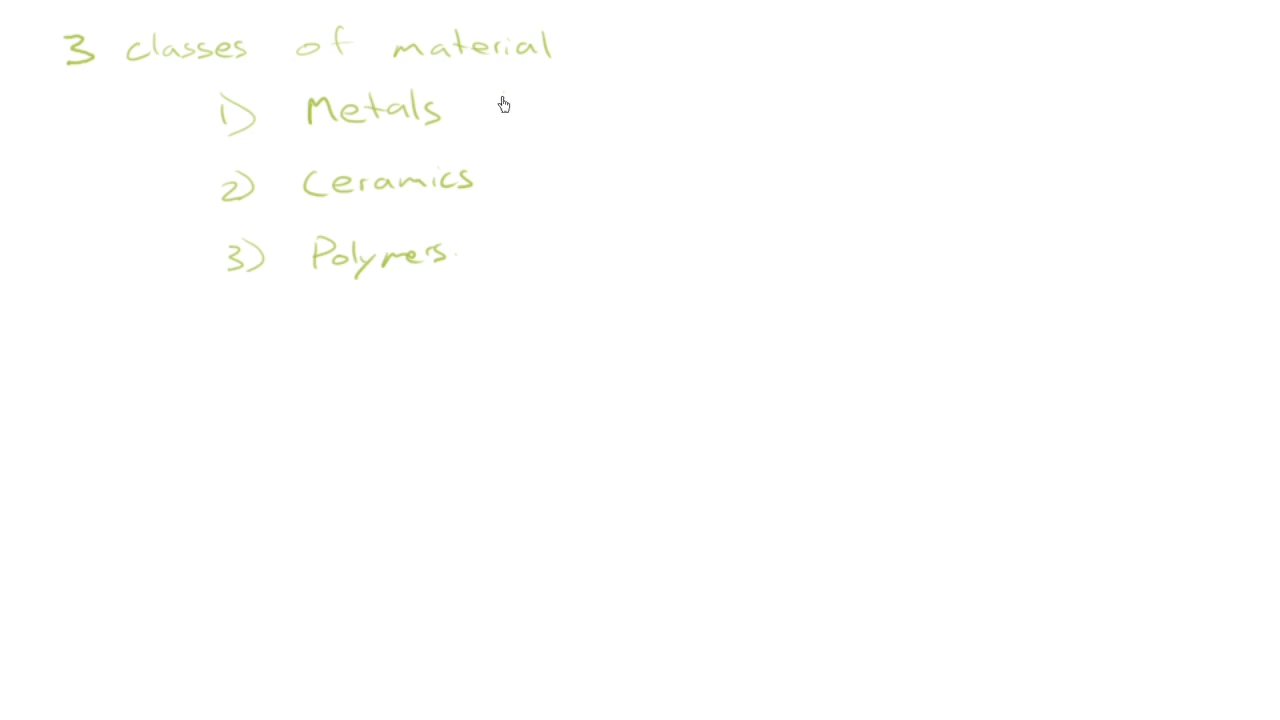 3 classes of material
1) Metals
2) Ceramics
3) Polymers